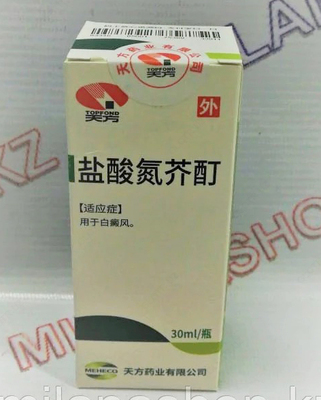 天方药业有限公司
TOPFOND
天方
外
盐酸氮芥酊
【适应症】
用于白癜风。
30ml/瓶
MEHECO
天方药业有限公司